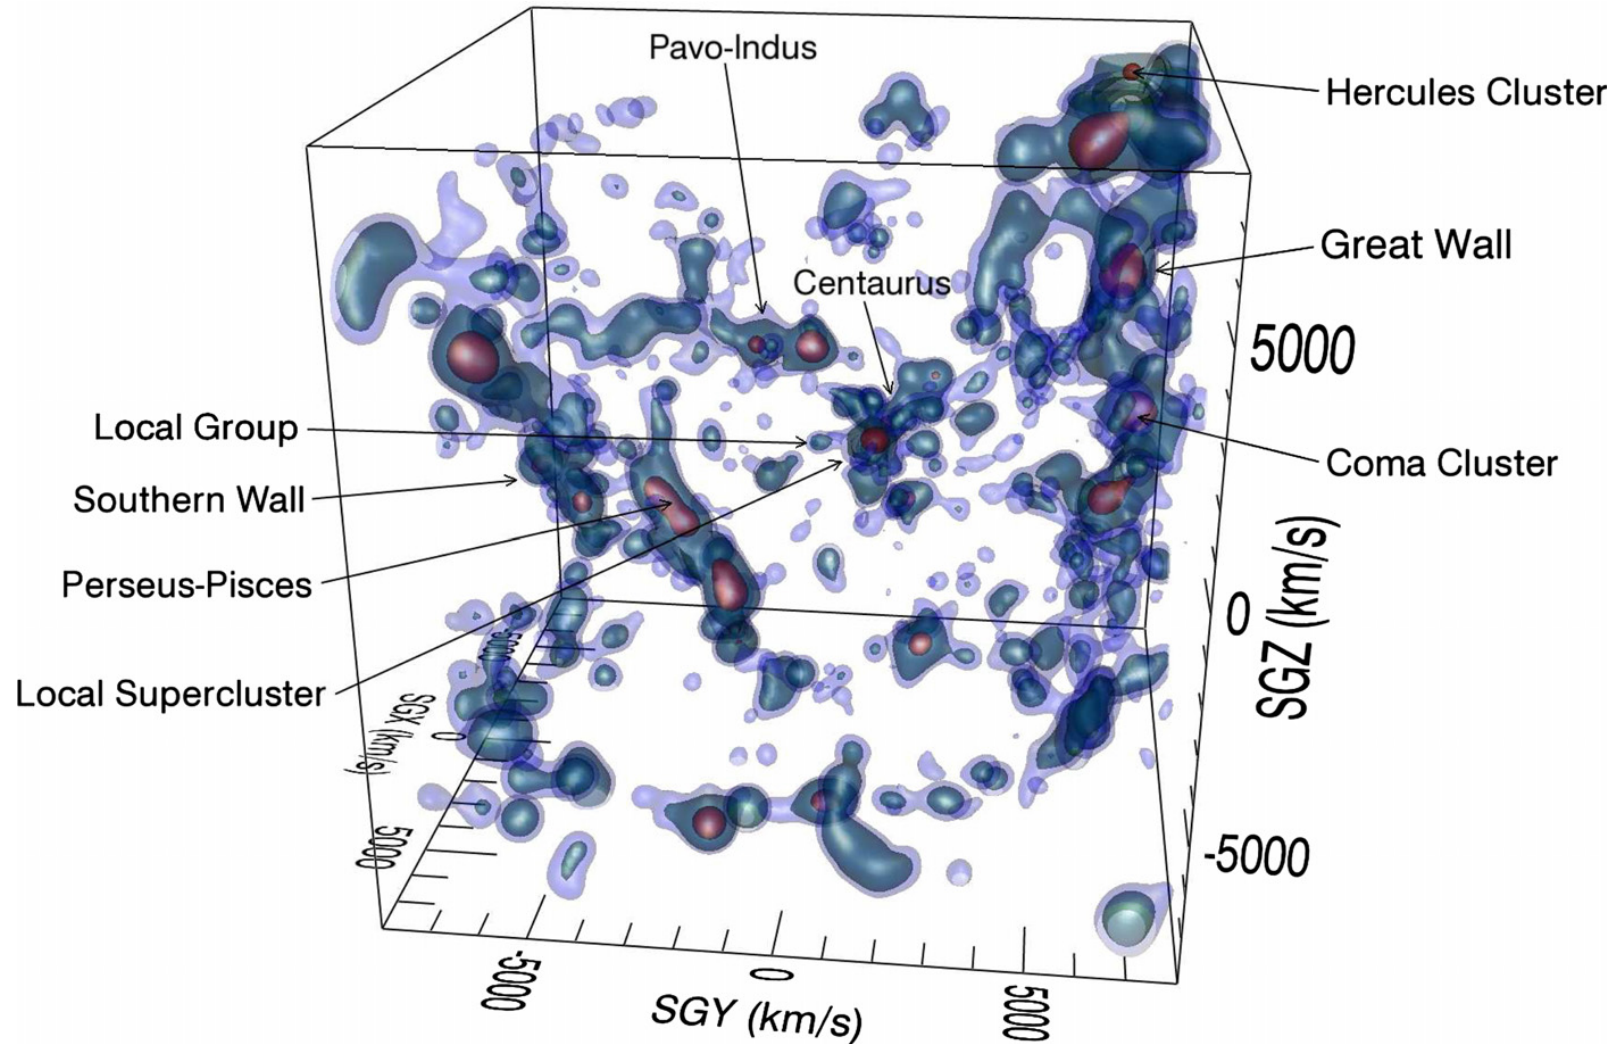 Pavo-Indus
Hercules Cluster
Great Wall
Centaurus
5000
Local Group
Coma Cluster
Southern Wall
Perseus-Pisces
0
SGZ (km/s)
-5000
Local Supercluster
SGX (km/s)
0
5000
-5000
-5000
0
5000
SGY (km/s)